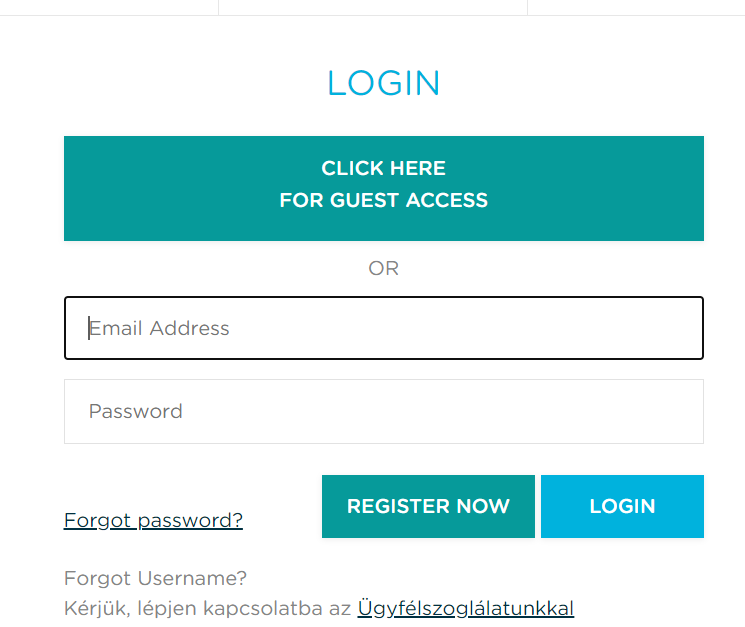 LOGIN
CLICK HERE
FOR GUEST ACCESS
OR
Email Address
Password
Forgot password?
REGISTER NOW
LOGIN
Forgot Username?
Kérjük, lépjen kapcsolatba az Ügyfélszoglálatunkkal